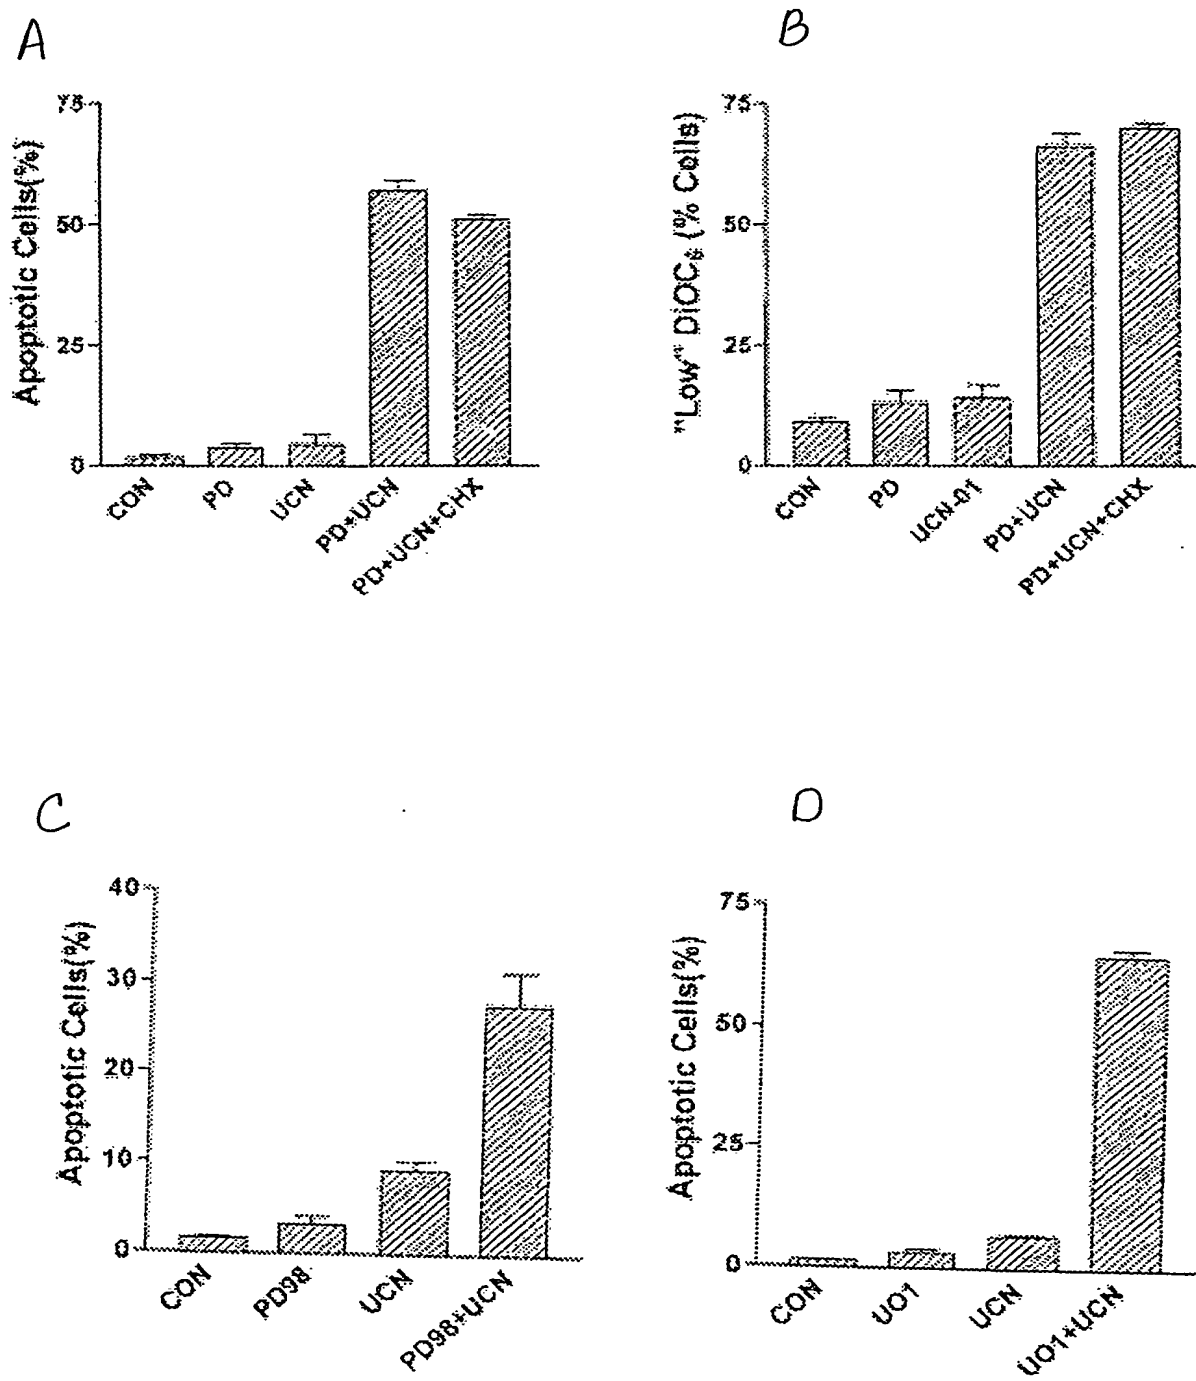 A
B
75
50
25
0
Apoptotic Cells(%)
CON
PD
UCN
PD+UCN
PD+UCN+CHX
75
50
25
0
"Low" DiOC6 (% Cells)
CON
PD
UCN-01
PD+UCN
PD+UCN+CHX
C
D
40
30
20
10
0
Apoptotic Cells(%)
CON
PD98
UCN
PD98+UCN
75
50
25
0
Apoptotic Cells(%)
CON
UO1
UCN
UO1+UCN